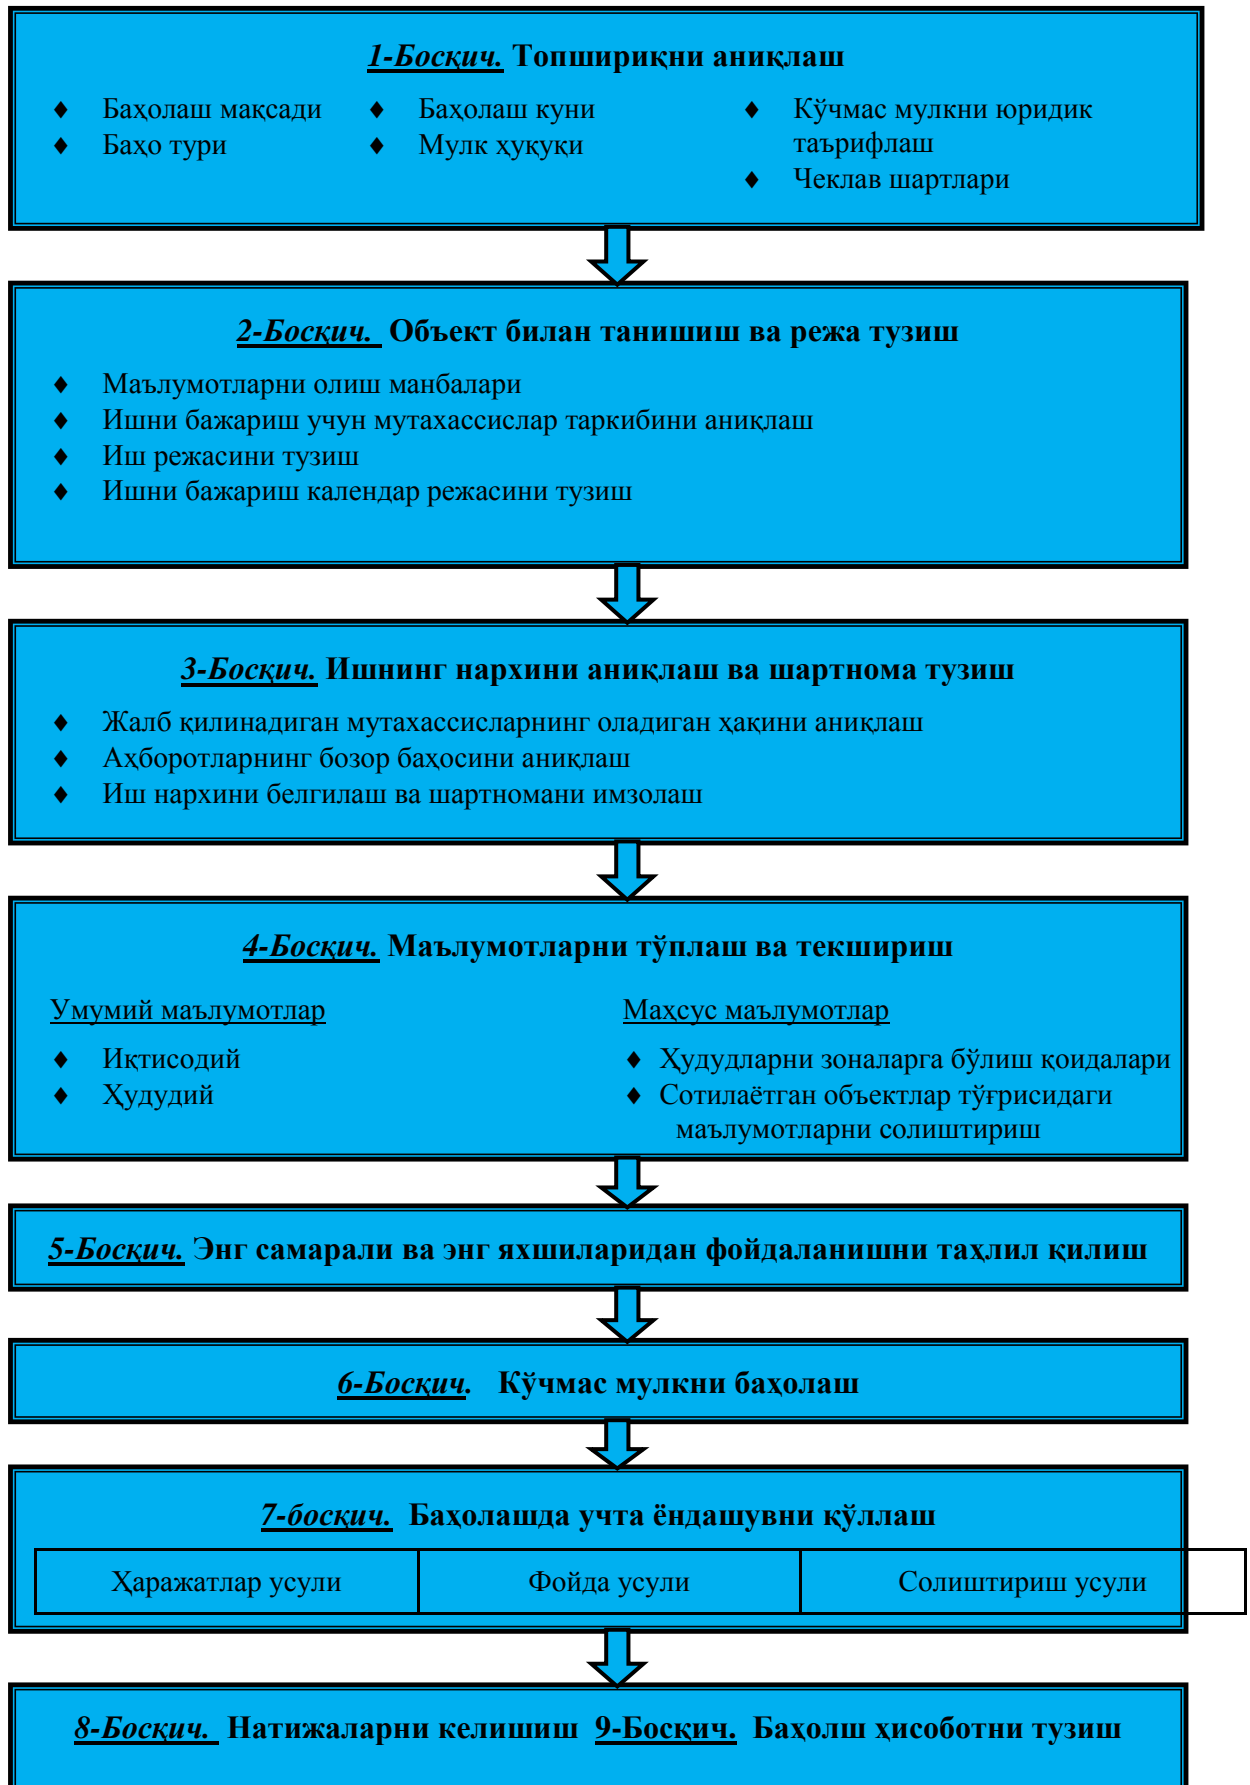 1-Босқич. Топшириқни аниқлаш
♦ Баҳолаш мақсади
♦ Баҳо тури
♦ Баҳолаш куни
♦ Мулк ҳуқуқи
♦ Кўчмас мулкни юридик
таърифлаш
♦ Чеклав шартлари
2-Босқич. Объект билан танишиш ва режа тузиш
♦ Маълумотларни олиш манбалари
♦ Ишни бажариш учун мутахассислар таркибини аниқлаш
♦ Иш режасини тузиш
♦ Ишни бажариш календар режасини тузиш
3-Босқич. Ишнинг нархини аниқлаш ва шартнома тузиш
♦ Жалб қилинадиган мутахассисларнинг оладиган ҳақини аниқлаш
♦ Аҳборотларнинг бозор баҳосини аниқлаш
♦ Иш нархини белгилаш ва шартномани имзолаш
4-Босқич. Маълумотларни тўплаш ва текшириш
Умумий маълумотлар
♦ Иқтисодий
♦ Ҳудудий
Маҳсус маълумотлар
♦ Ҳудудларни зоналарга бўлиш қоидалари
♦ Сотилаётган объектлар тўғрисидаги
маълумотларни солиштириш
5-Босқич. Энг самарали ва энг яхшиларидан фойдаланишни таҳлил қилиш
6-Босқич. Кўчмас мулкни баҳолаш
7-босқич. Баҳолашда учта ёндашувни қўллаш
Ҳаражатлар усули
Фойда усули
Солиштириш усули
8-Босқич. Натижаларни келишиш 9-Босқич. Баҳолш ҳисоботни тузиш